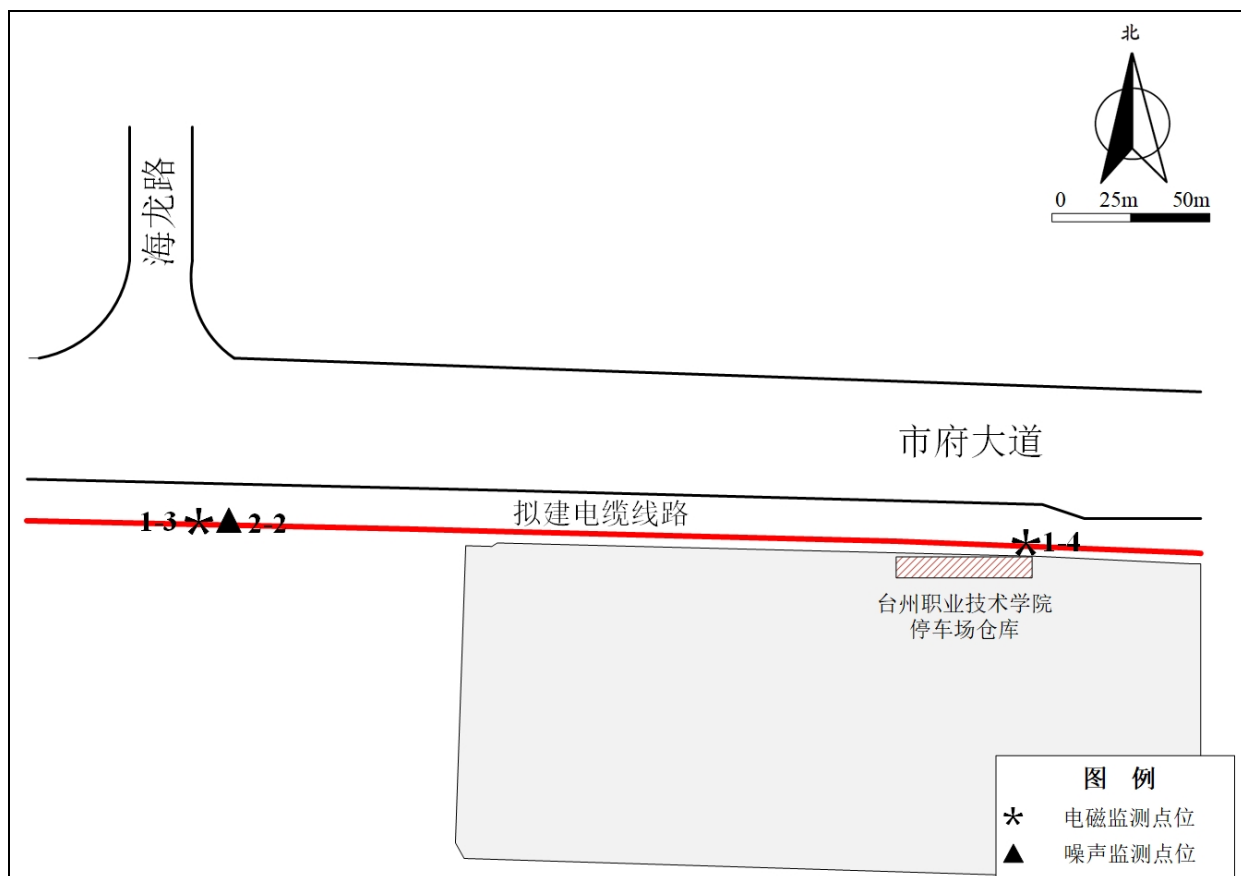 北
0 25m 50m
海龙路
市府大道
拟建电缆线路
1-3 2-2
1-4
台州职业技术学院
停车场仓库
图 例
电磁监测点位
噪声监测点位